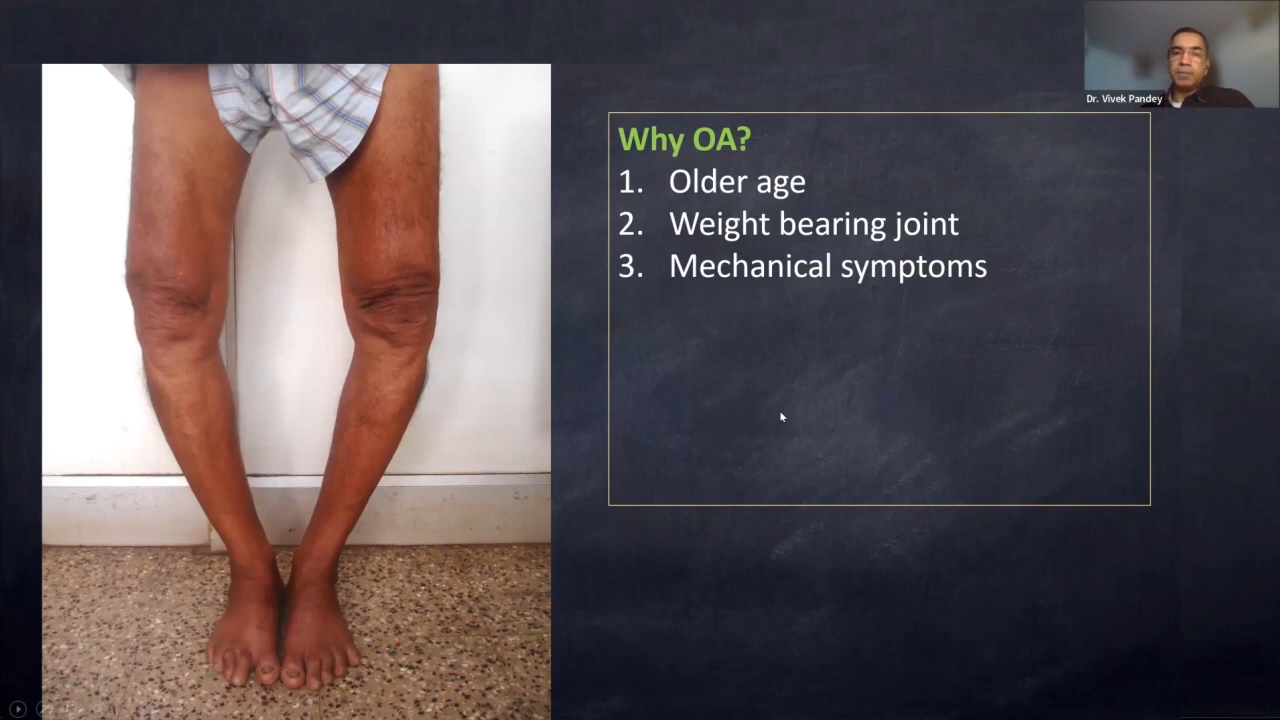 Dr. Vivek Pandey
Why OA?
1. Older age
2. Weight bearing joint
3. Mechanical symptoms